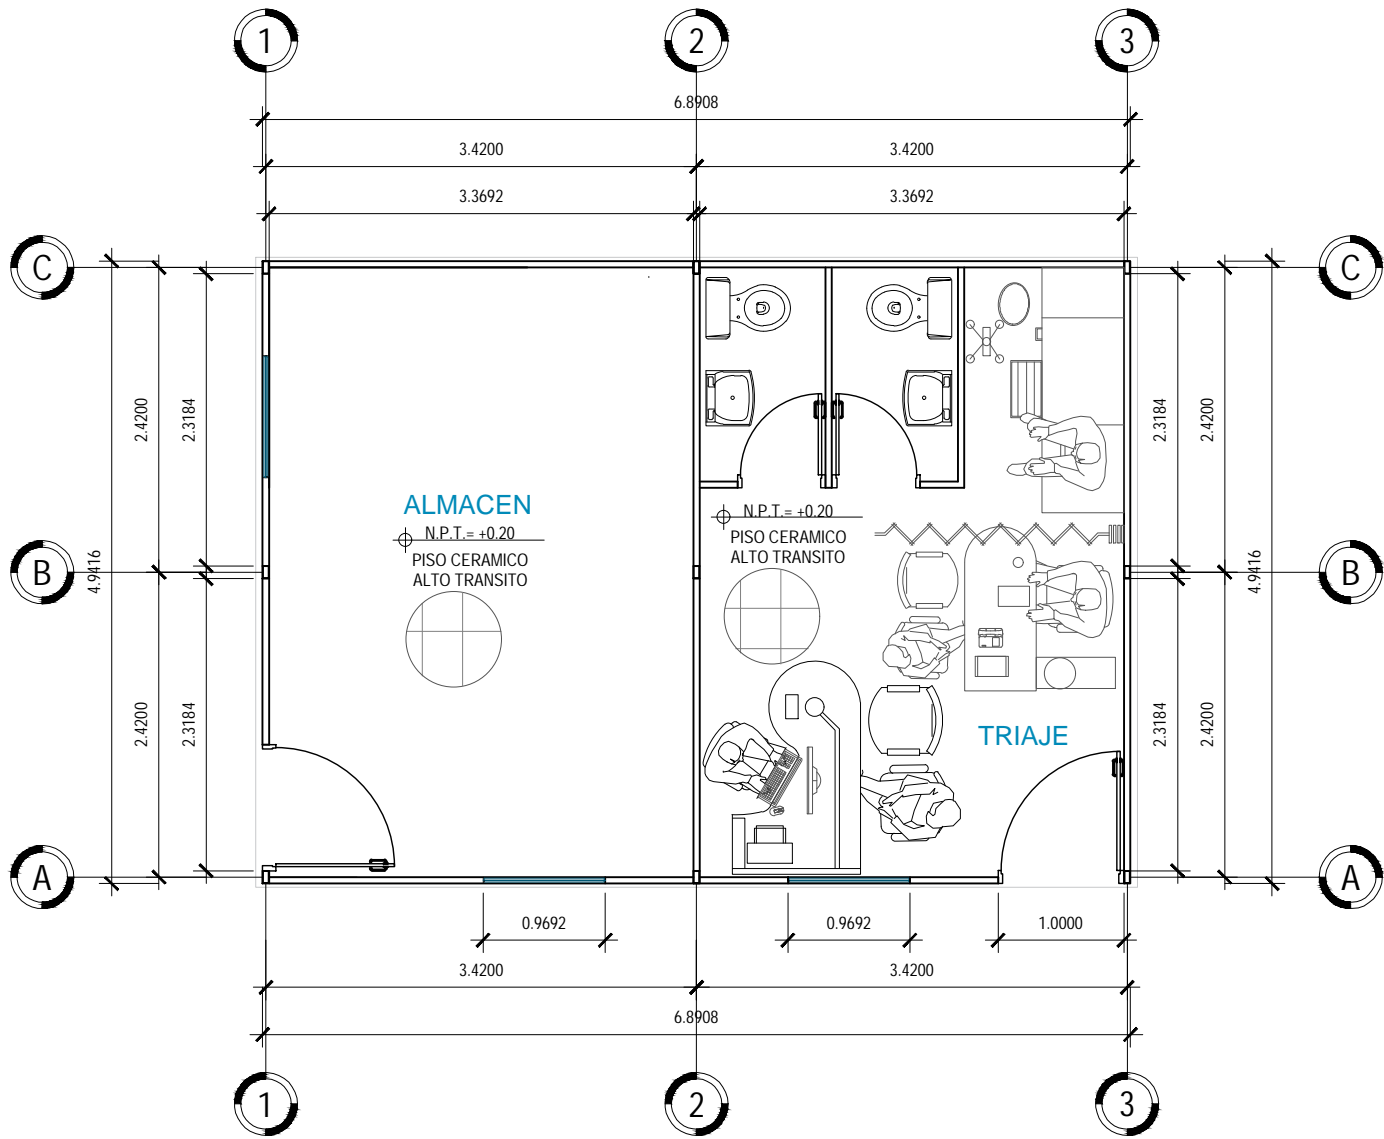 1 2 3
6.8908
3.4200 3.4200
3.3692 3.3692
C C
2.4200 2.3184 2.3184 2.4200
ALMACEN
N.P.T.= +0.20
PISO CERAMICO
ALTO TRANSITO
N.P.T.= +0.20
PISO CERAMICO
ALTO TRANSITO
B B
4.9416 4.9416
2.4200 2.3184 2.3184 2.4200
TRIAJE
A A
0.9692 0.9692 1.0000
3.4200 3.4200
6.8908
1 2 3